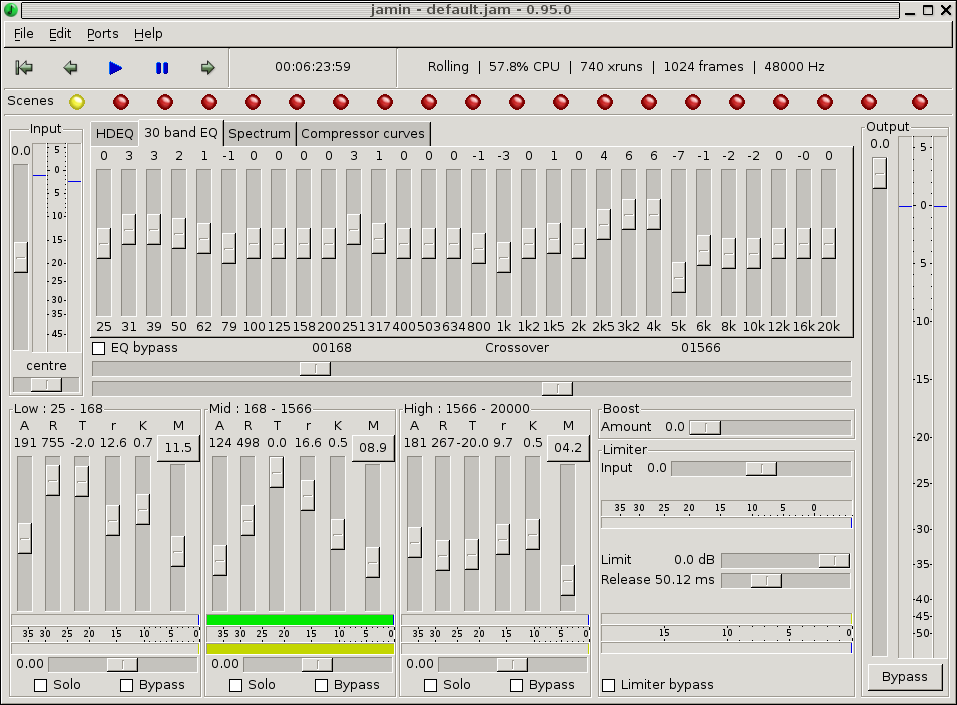 jamin - default.jam - 0.95.0
File Edit Ports Help
00:06:23:59 Rolling | 57.8% CPU | 740 xruns | 1024 frames | 48000 Hz
Scenes
Input
0.0
5
0
5
10
15
20
25
30
35
45
centre
HDEQ 30 band EQ Spectrum Compressor curves
0 3 3 2 1 -1 0 0 0 0 3 1 0 0 0 -1 -3 0 1 0 4 6 6 -7 -1 -2 -2 0 -0 0
25 31 39 50 62 79 100 125 158 200 251 317 400 503 634 800 1k 1k2 1k5 2k 2k5 3k2 4k 5k 6k 8k 10k 12k 16k 20k
EQ bypass 00168 Crossover 01566
Low : 25 - 168
A R T r K M
191 755 -2.0 12.6 0.7 11.5
35 30 25 20 15 10 5 0
0.00
Solo Bypass
Mid : 168 - 1566
A R T r K M
124 498 0.0 16.6 0.5 08.9
35 30 25 20 15 10 5 0
0.00
Solo Bypass
High : 1566 - 20000
A R T r K M
181 267 -20.0 9.7 0.5 04.2
35 30 25 20 15 10 5 0
0.00
Solo Bypass
Boost
Amount 0.0
Limiter
Input 0.0
35 30 25 20 15 10 5 0
Limit 0.0 dB
Release 50.12 ms
15 10 5 0
Limiter bypass
Output
0.0
5
0
5
10
15
20
25
30
35
40
45
50
Bypass